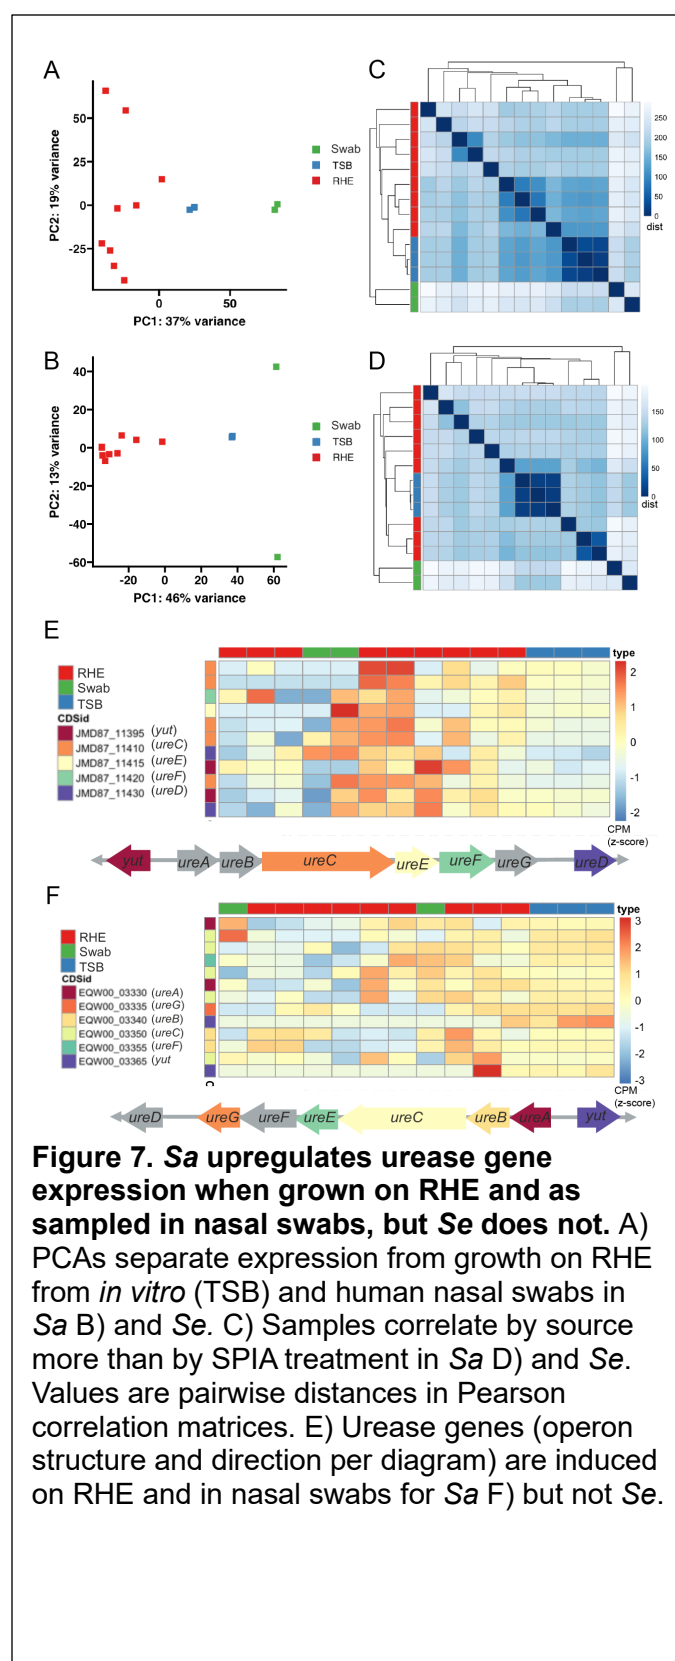 A
50
25
0
-25
PC2: 19% variance
0
50
PC1: 37% variance
Swab
TSB
RHE
C
250
200
150
100
50
0
dist
B
40
20
0
-20
-40
-60
PC2: 13% variance
-20
0
20
40
60
PC1: 46% variance
Swab
TSB
RHE
D
150
100
50
0
dist
E
RHE
Swab
TSB
CDSid
JMD87_11395 (yut)
JMD87_11410 (ureC)
JMD87_11415 (ureE)
JMD87_11420 (ureF)
JMD87_11430 (ureD)
type
2
1
0
-1
-2
CPM
(z-score)
yut ureA ureB ureC ureE ureF ureG ureD
F
RHE
Swab
TSB
CDSid
EQW00_03330 (ureA)
EQW00_03335 (ureG)
EQW00_03340 (ureB)
EQW00_03350 (ureC)
EQW00_03355 (ureF)
EQW00_03365 (yut
type
3
2
1
0
-1
-2
-3
CPM
(z-score)
ureD ureG ureF ureE ureC ureB ureA yut
Figure 7. Sa upregulates urease gene
expression when grown on RHE and as
sampled in nasal swabs, but Se does not. A)
PCAs separate expression from growth on RHE
from in vitro (TSB) and human nasal swabs in
Sa B) and Se. C) Samples correlate by source
more than by SPIA treatment in Sa D) and Se.
Values are pairwise distances in Pearson
correlation matrices. E) Urease genes (operon
structure and direction per diagram) are induced
on RHE and in nasal swabs for Sa F) but not Se.